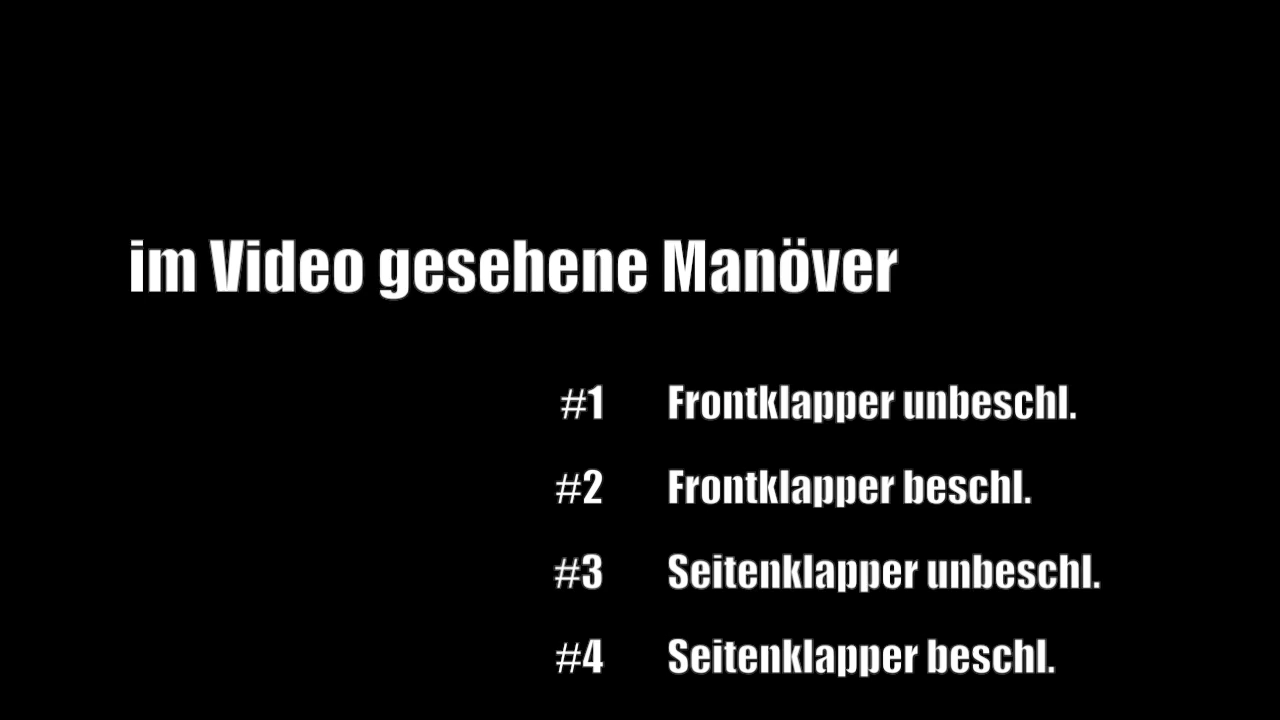 im Video gesehene Manöver
#1 Frontklapper unbeschl.
#2 Frontklapper beschl.
#3 Seitenklapper unbeschl.
#4 Seitenklapper beschl.